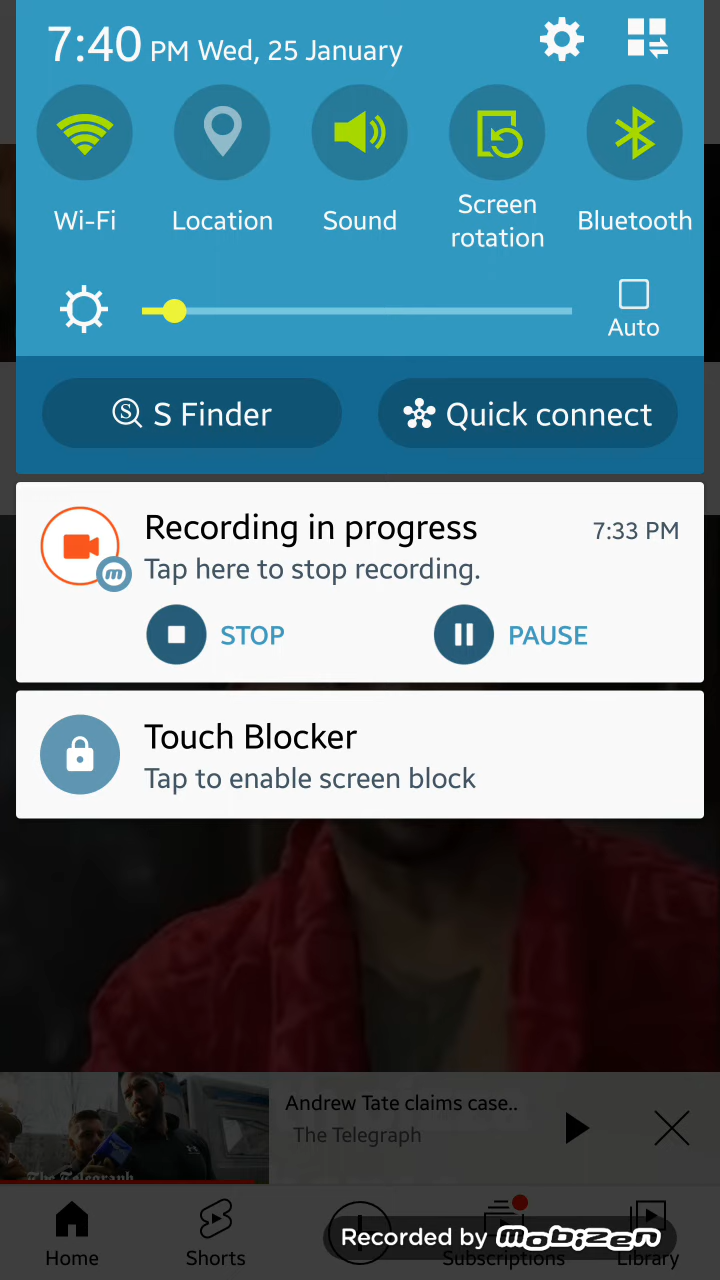 7:40 PM Wed, 25 January
Wi-Fi
Location
Sound
Screen
rotation
Bluetooth
Auto
S Finder
Quick connect
Recording in progress
7:33 PM
Tap here to stop recording.
STOP
PAUSE
Touch Blocker
Tap to enable screen block
Andrew Tate claims case..
The Telegraph
The Telegraph
Recorded by mobizen
Home
Shorts
Subscriptions
Library